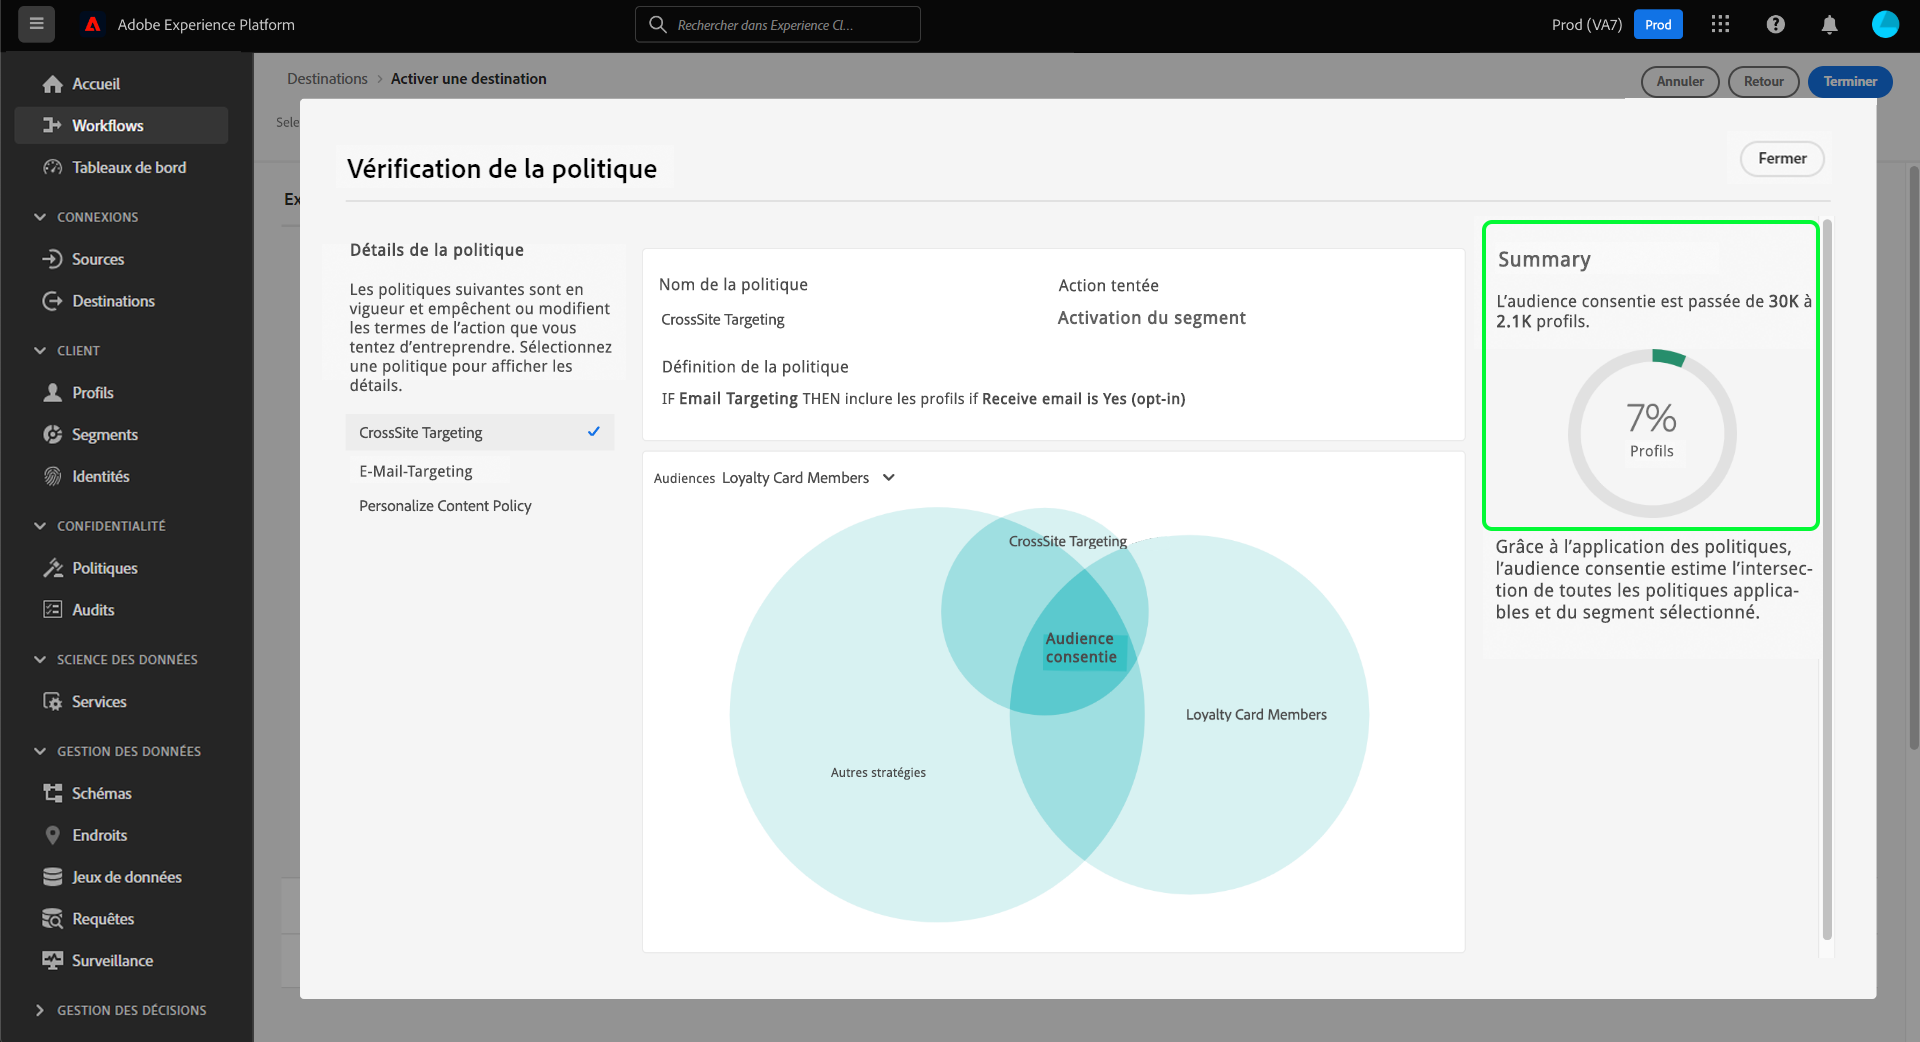 Adobe Experience Platform
Rechercher dans Experience Cl...
Prod (VA7)
Prod
Accueil
Workflows
Tableaux de bord
CONNEXIONS
Sources
Destinations
CLIENT
Profils
Segments
Identités
CONFIDENTIALITÉ
Politiques
Audits
SCIENCE DES DONNÉES
Services
GESTION DES DONNÉES
Schémas
Endroits
Jeux de données
Requêtes
Surveillance
GESTION DES DÉCISIONS
Destinations > Activer une destination
Annuler
Retour
Terminer
Sele
Ex
Vérification de la politique
Fermer
Détails de la politique
Les politiques suivantes sont en
vigueur et empêchent ou modifient
les termes de l’action que vous
tentez d’entreprendre. Sélectionnez
une politique pour afficher les
détails.
CrossSite Targeting
E-Mail-Targeting
Personalize Content Policy
Nom de la politique
CrossSite Targeting
Action tentée
Activation du segment
Définition de la politique
IF Email Targeting THEN inclure les profils if Receive email is Yes (opt-in)
Audiences Loyalty Card Members
CrossSite Targeting
Audience
consentie
Loyalty Card Members
Autres stratégies
Summary
L’audience consentie est passée de 30K à
2.1K profils.
7%
Profils
Grâce à l’application des politiques,
l’audience consentie estime l’intersec-
tion de toutes les politiques applica-
bles et du segment sélectionné.